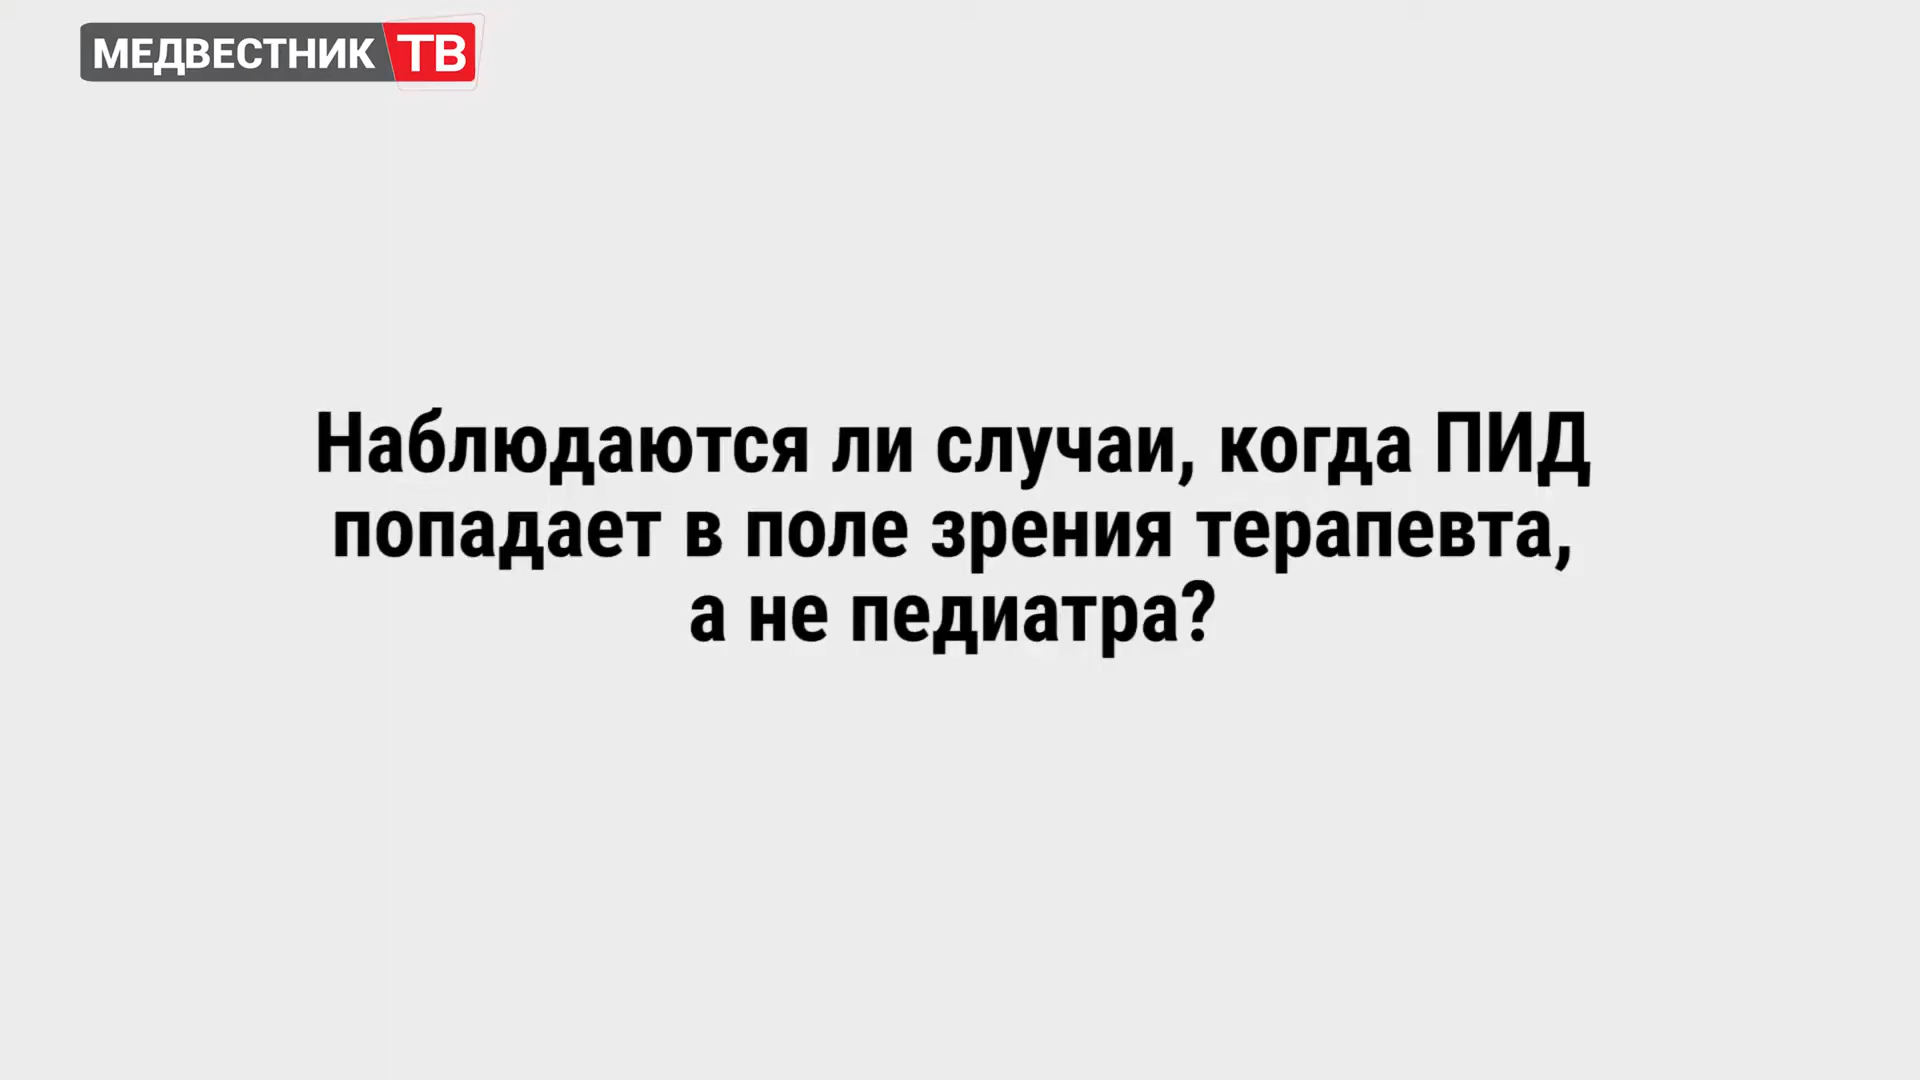 МЕДВЕСТНИК ТВ
Наблюдаются ли случаи, когда ПИД
попадает в поле зрения терапевта,
а не педиатра?